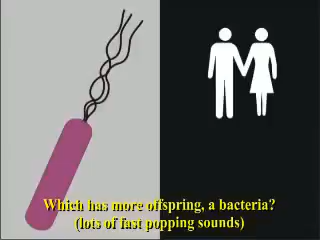 Which has more offspring, a bacteria?
(lots of fast popping sounds)